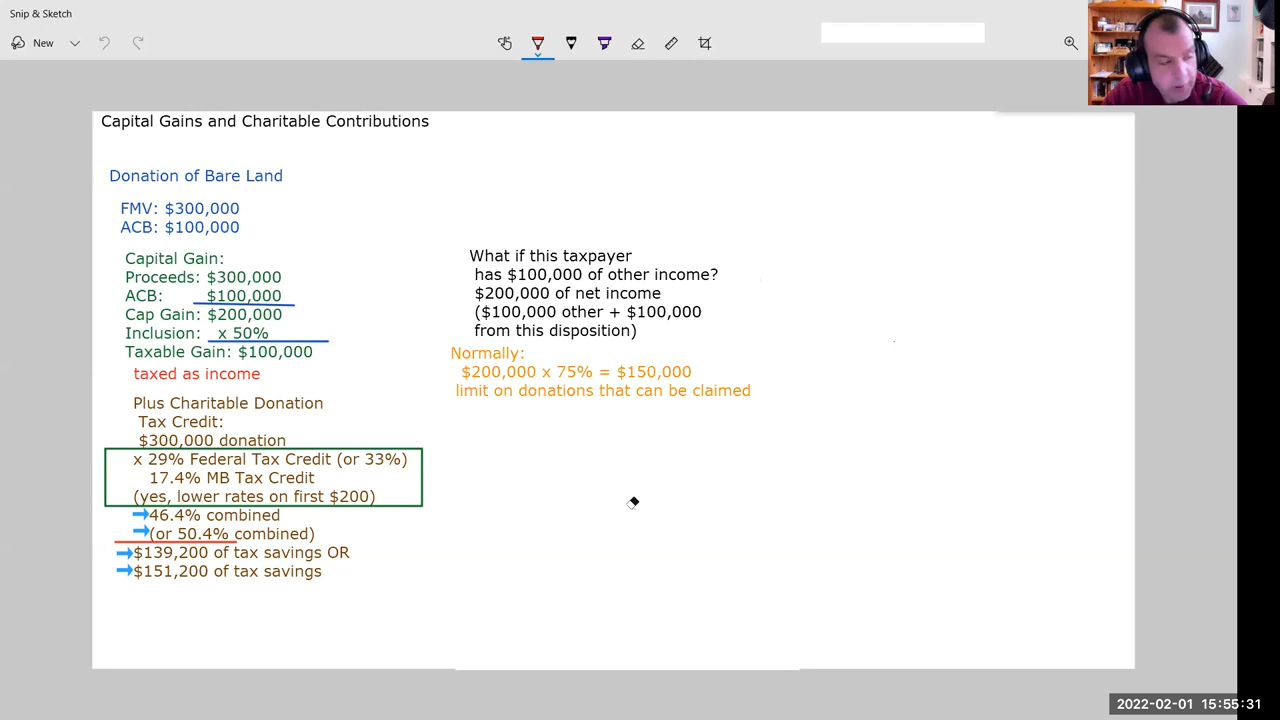 Snip & Sketch
New
Capital Gains and Charitable Contributions
Donation of Bare Land
FMV: $300,000
ACB: $100,000
Capital Gain:
Proceeds: $300,000
ACB: $100,000
Cap Gain: $200,000
Inclusion: x 50%
Taxable Gain: $100,000
taxed as income
Plus Charitable Donation
Tax Credit:
$300,000 donation
x 29% Federal Tax Credit (or 33%)
17.4% MB Tax Credit
(yes, lower rates on first $200)
46.4% combined
(or 50.4% combined)
$139,200 of tax savings OR
$151,200 of tax savings
What if this taxpayer
has $100,000 of other income?
$200,000 of net income
($100,000 other + $100,000
from this disposition)
Normally:
$200,000 x 75% = $150,000
limit on donations that can be claimed
2022-02-01 15:55:31